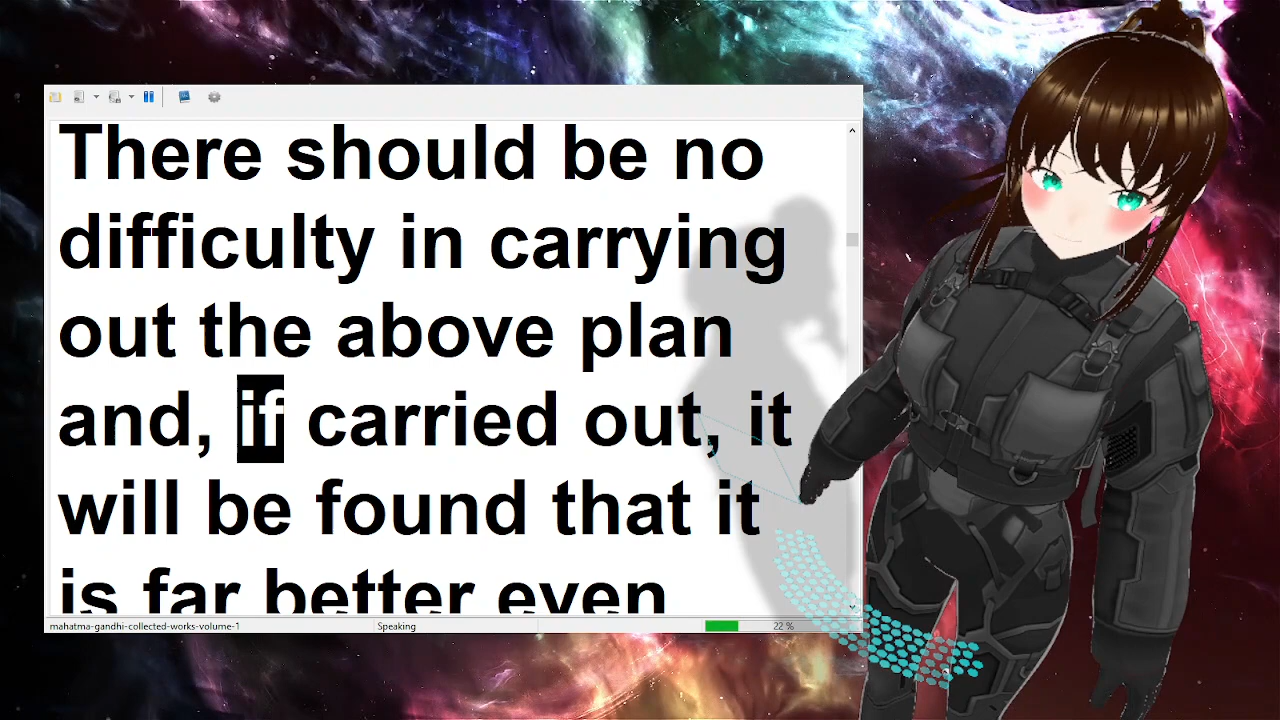 There should be no
difficulty in carrying
out the above plan
and, if carried out, it
will be found that it
is far better even
mahatma-gandhi-collected-works-volume-1 Speaking 22 %